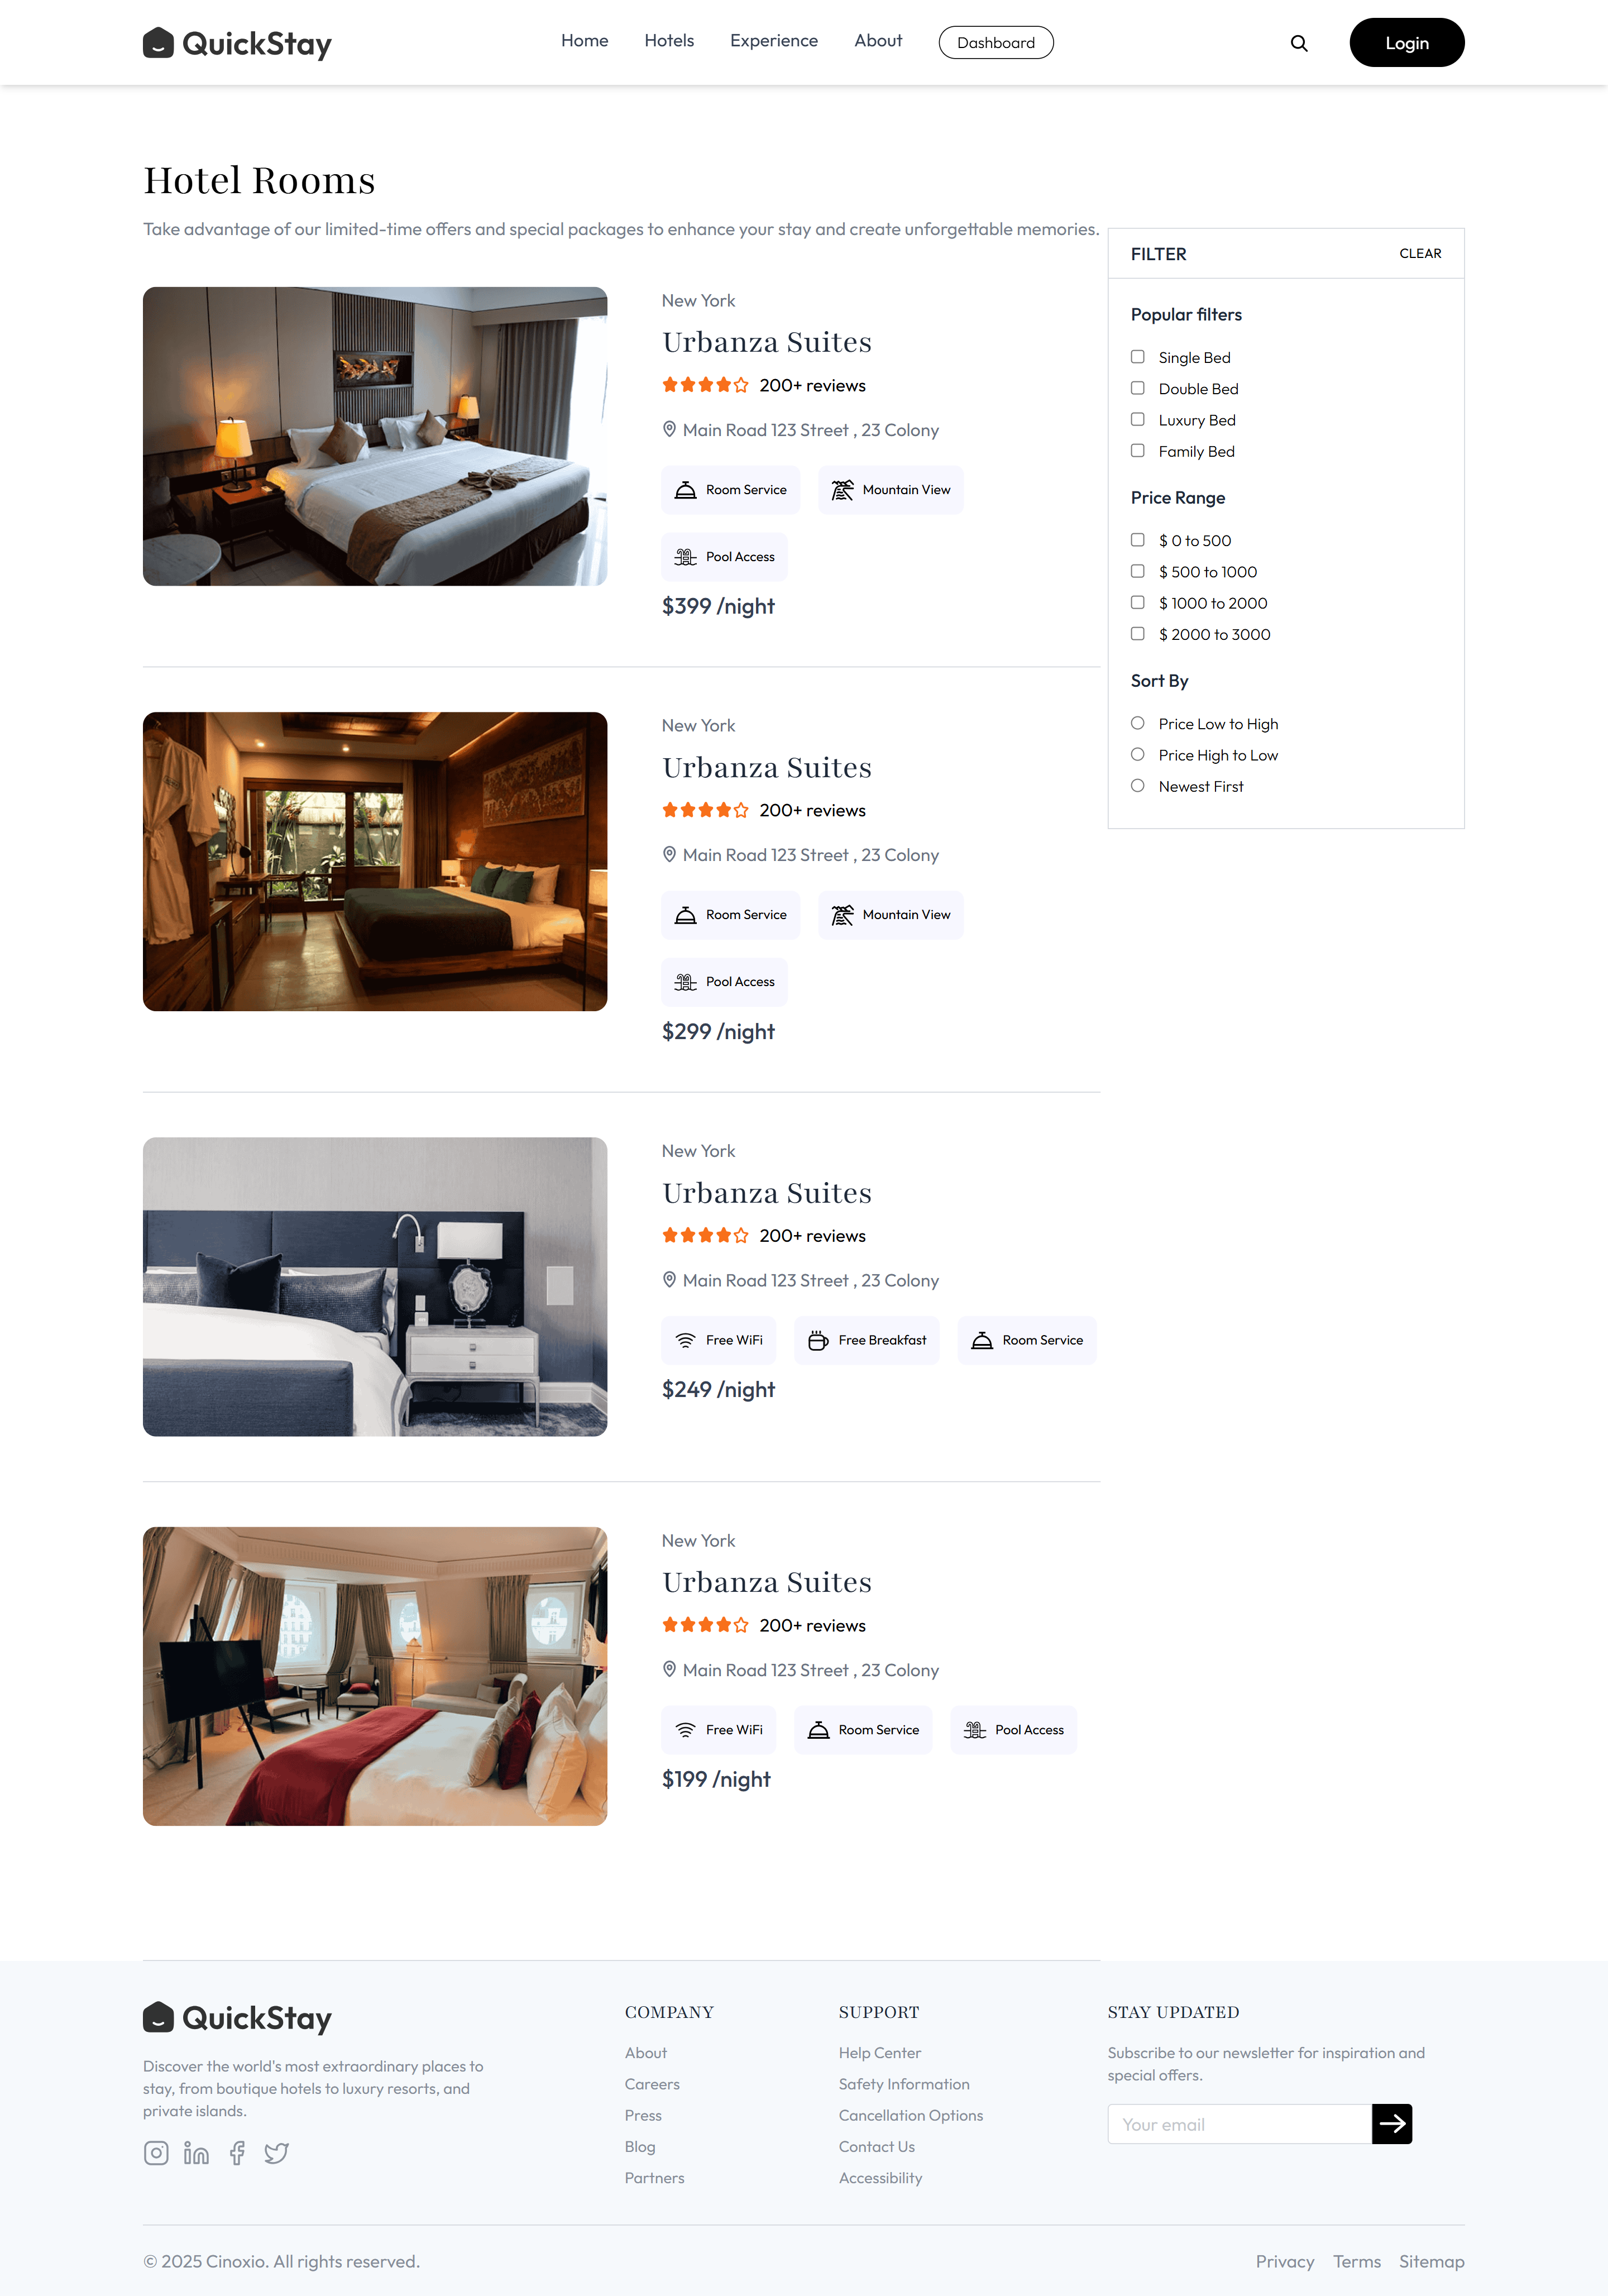 QuickStay
Home Hotels Experience About Dashboard Login
Hotel Rooms
Take advantage of our limited-time offers and special packages to enhance your stay and create unforgettable memories.
New York
Urbanza Suites
200+ reviews
Main Road 123 Street , 23 Colony
Room Service Mountain View
Pool Access
$399 /night
New York
Urbanza Suites
200+ reviews
Main Road 123 Street , 23 Colony
Room Service Mountain View
Pool Access
$299 /night
New York
Urbanza Suites
200+ reviews
Main Road 123 Street , 23 Colony
Free WiFi Free Breakfast Room Service
$249 /night
New York
Urbanza Suites
200+ reviews
Main Road 123 Street , 23 Colony
Free WiFi Room Service Pool Access
$199 /night
FILTER CLEAR
Popular filters
Single Bed
Double Bed
Luxury Bed
Family Bed
Price Range
$ 0 to 500
$ 500 to 1000
$ 1000 to 2000
$ 2000 to 3000
Sort By
Price Low to High
Price High to Low
Newest First
QuickStay
Discover the world's most extraordinary places to
stay, from boutique hotels to luxury resorts, and
private islands.
COMPANY
About
Careers
Press
Blog
Partners
SUPPORT
Help Center
Safety Information
Cancellation Options
Contact Us
Accessibility
STAY UPDATED
Subscribe to our newsletter for inspiration and
special offers.
Your email
© 2025 Cinoxio. All rights reserved.
Privacy Terms Sitemap